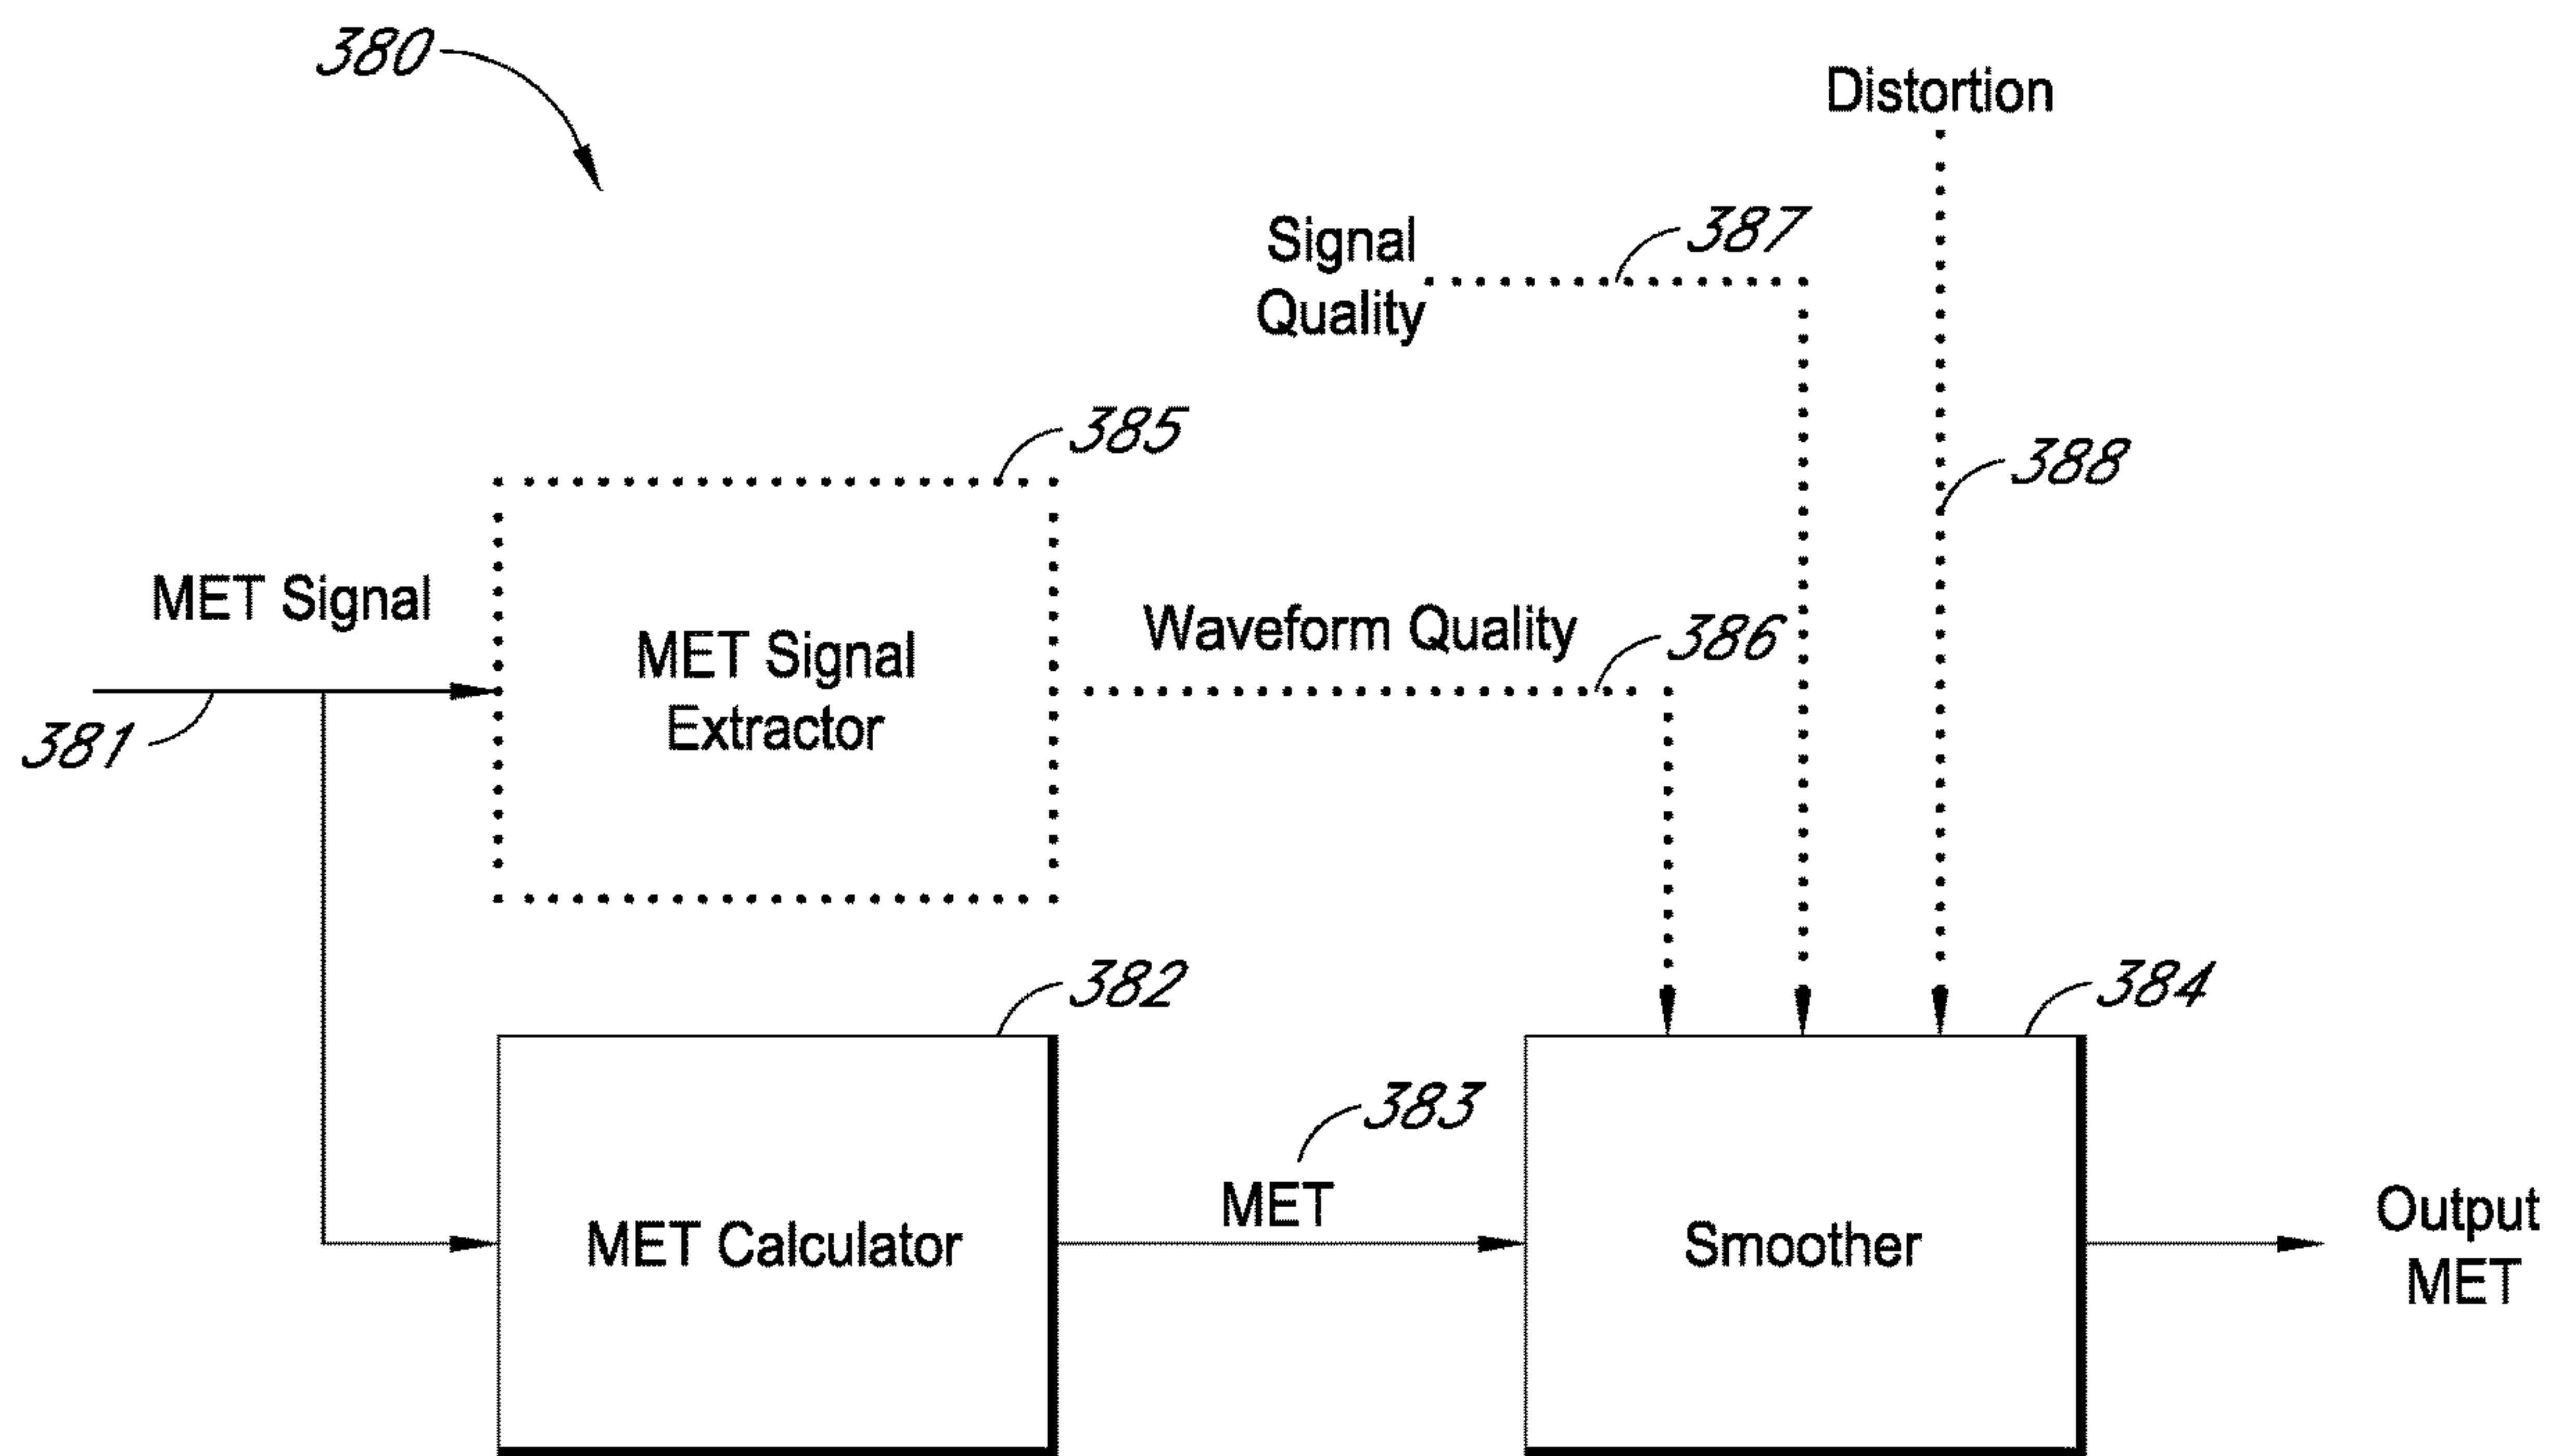 380
Distortion
Signal
Quality
387
385
388
MET Signal
MET Signal
Extractor
Waveform Quality
386
381
382
384
383
MET
MET Calculator
Smoother
Output
MET